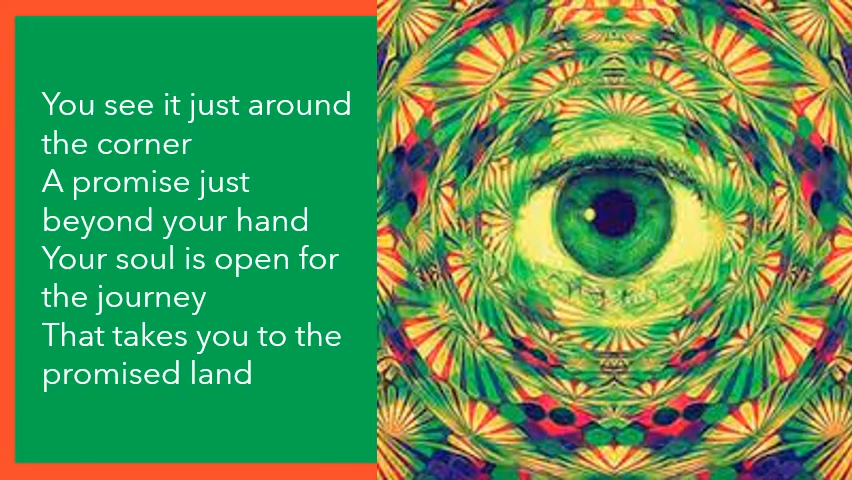 You see it just around
the corner
A promise just
beyond your hand
Your soul is open for
the journey
That takes you to the
promised land